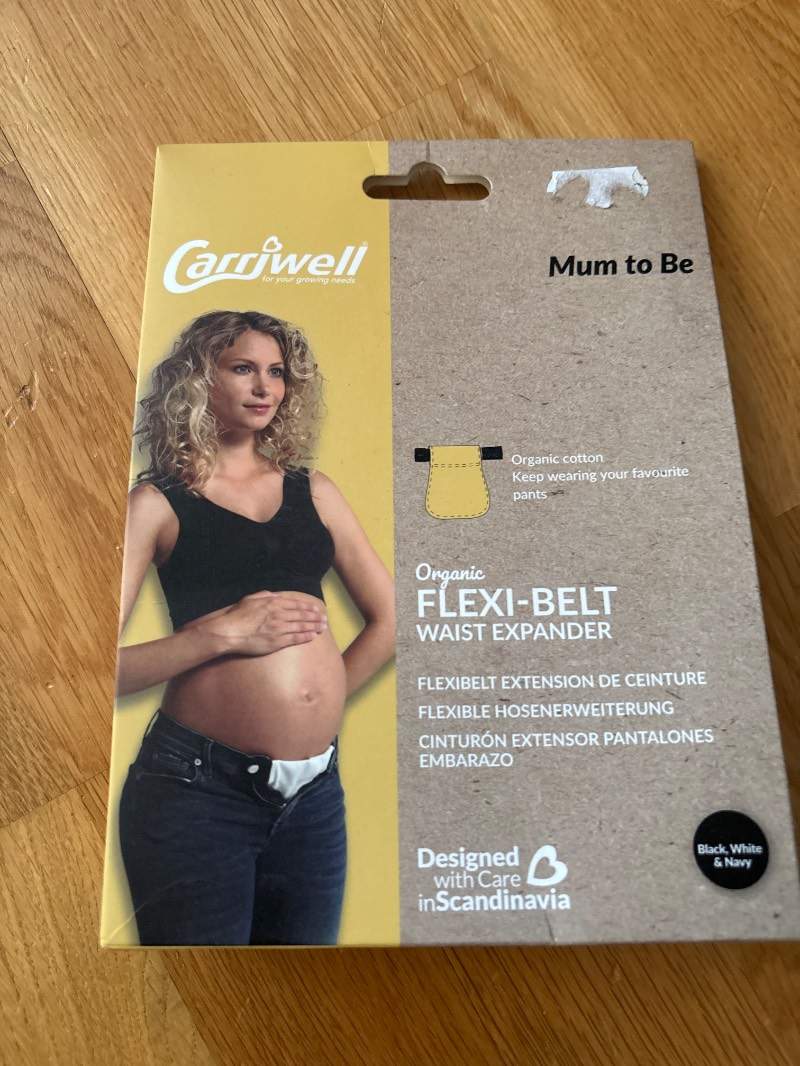 Carriwell®
for your growing needs
Mum to Be
Organic cotton
Keep wearing your favourite
pants
Organic
FLEXI-BELT
WAIST EXPANDER
FLEXIBELT EXTENSION DE CEINTURE
FLEXIBLE HOSENERWEITERUNG
CINTURÓN EXTENSOR PANTALONES
EMBARAZO
Designed
with Care
inScandinavia
Black, White
& Navy